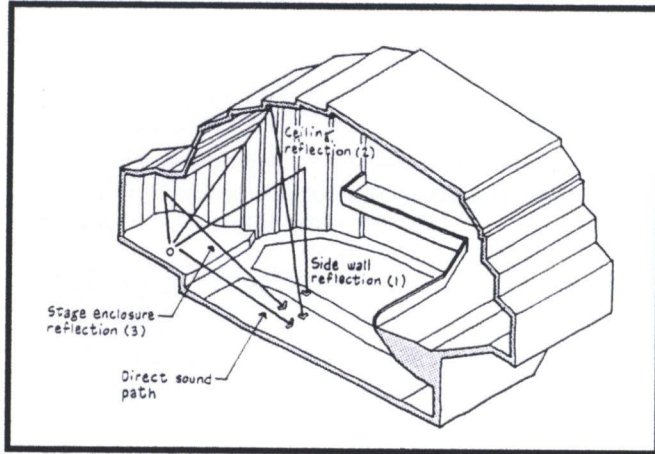 Ceiling
reflection (2)
Side wall
reflection (1)
Stage enclosure
reflection (3)
Direct sound
path